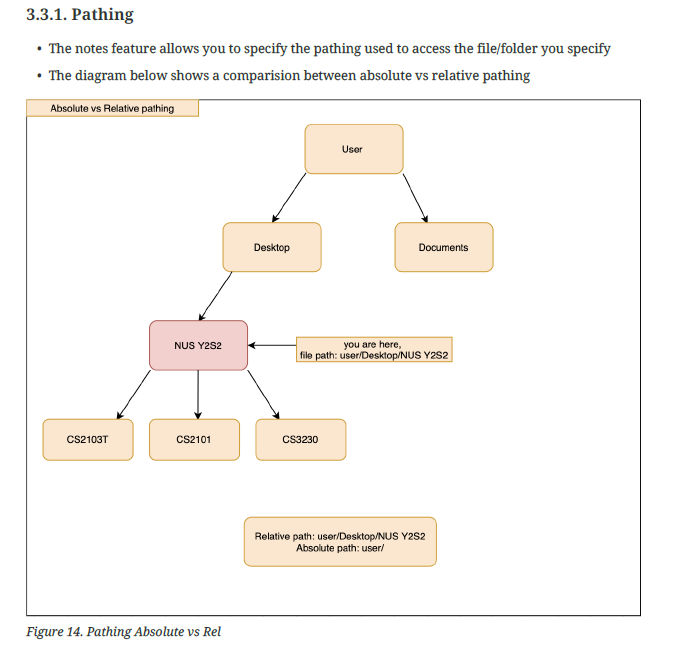 3.3.1. Pathing
• The notes feature allows you to specify the pathing used to access the file/folder you specify
• The diagram below shows a comparision between absolute vs relative pathing
Absolute vs Relative pathing
User
Desktop
Documents
NUS Y2S2
you are here,
file path: user/Desktop/NUS Y2S2
CS2103T
CS2101
CS3230
Relative path: user/Desktop/NUS Y2S2
Absolute path: user/
Figure 14. Pathing Absolute vs Rel